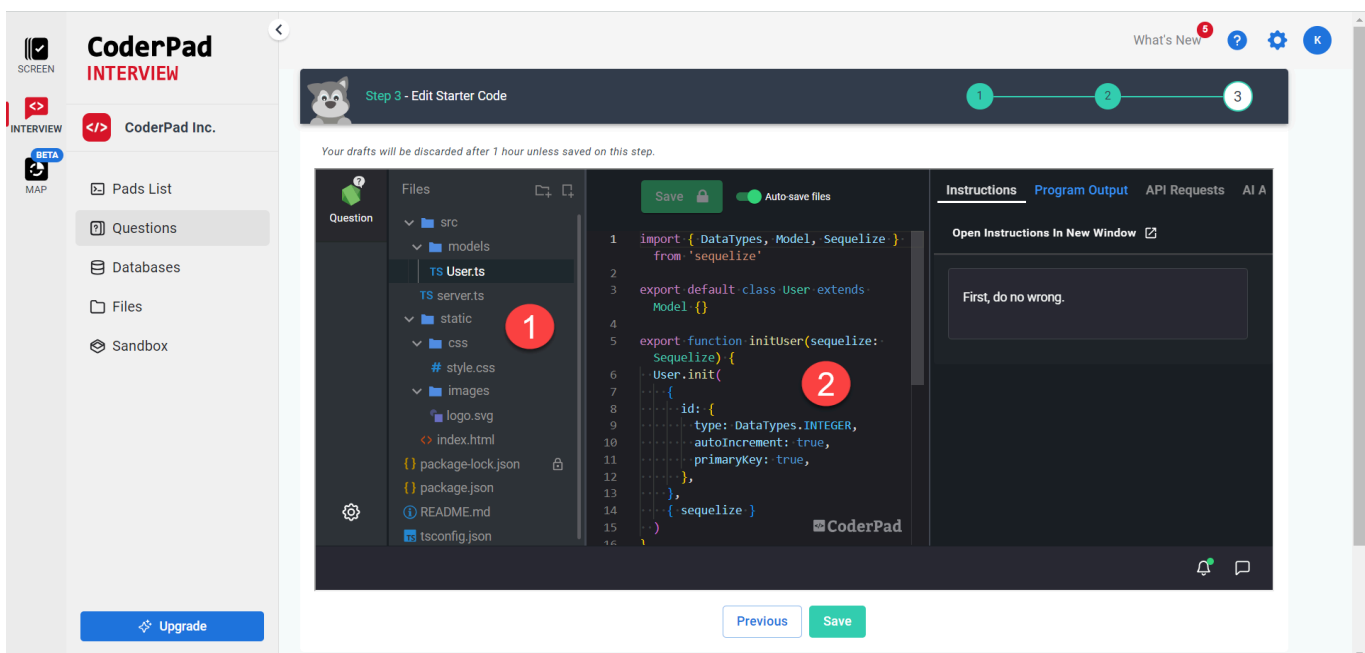 SCREEN
INTERVIEW
BETA
MAP
CoderPad
INTERVIEW
CoderPad Inc.
Pads List
Questions
Databases
Files
Sandbox
Upgrade
What's New
5
?
K
Step 3 - Edit Starter Code
1
2
3
Your drafts will be discarded after 1 hour unless saved on this step.
?
Question
Files
src
models
TS User.ts
TS server.ts
static
css
# style.css
images
logo.svg
<> index.html
{} package-lock.json
{} package.json
README.md
TS tsconfig.json
1
Save
Auto-save files
1 import { DataTypes, Model, Sequelize }
from 'sequelize'
2
3 export default class User extends
Model {}
4
5 export function initUser(sequelize:
Sequelize) {
6 User.init(
7 {
8 id: {
9 type: DataTypes.INTEGER,
10 autoIncrement: true,
11 primaryKey: true,
12 },
13 },
14 { sequelize }
15 )
16 }
2
CoderPad
Instructions Program Output API Requests AI A
Open Instructions In New Window
First, do no wrong.
Previous
Save